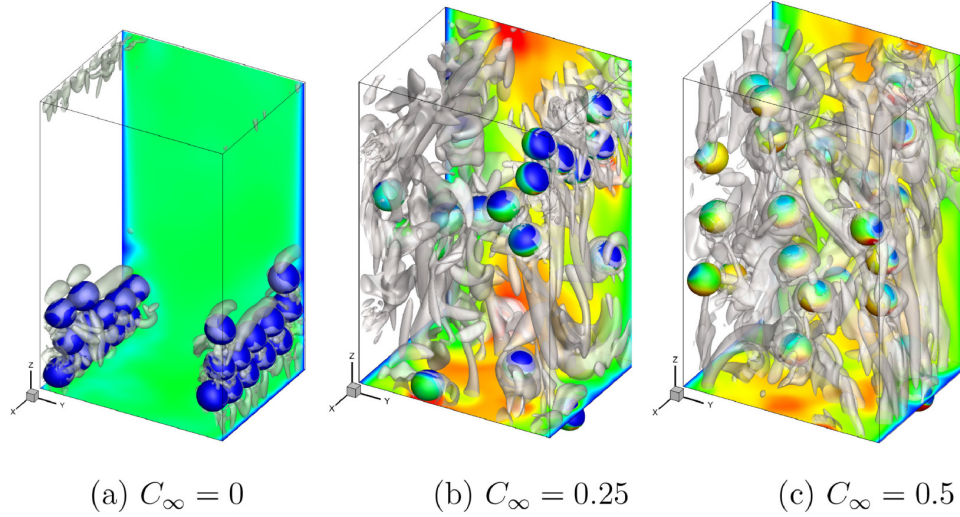 Z
X
Y
Z
X
Y
Z
X
Y
(a) C∞ = 0
(b) C∞ = 0.25
(c) C∞ = 0.5